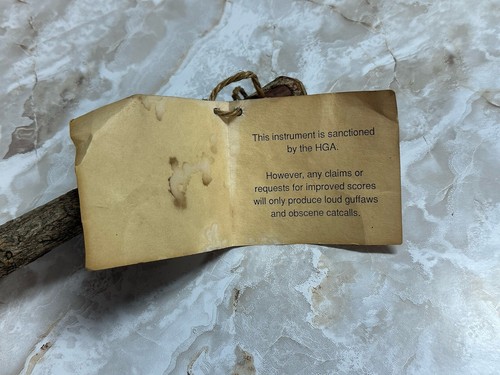 This instrument is sanctioned
by the HGA.
However, any claims or
requests for improved scores
will only produce loud guffaws
and obscene catcalls.